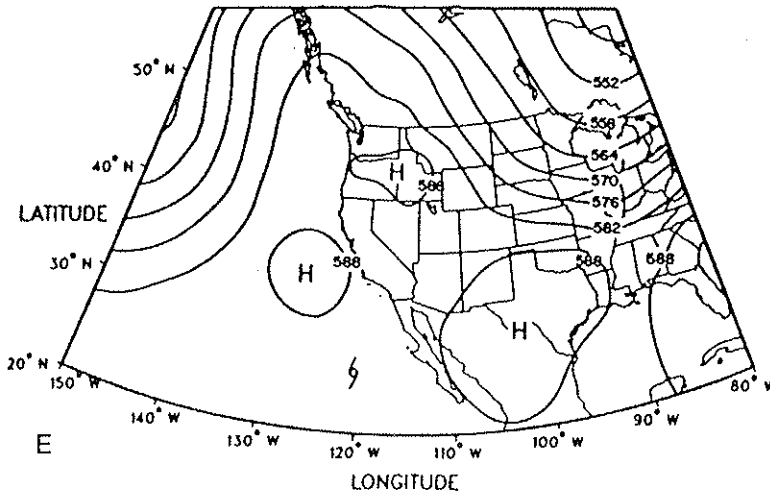 50° N
552
558
564
40° N
H
586
570
576
LATITUDE
582
30° N
H
588
588
588
H
20° N
150° W
80° W
140° W
90° W
130° W
100° W
120° W
110° W
E
LONGITUDE